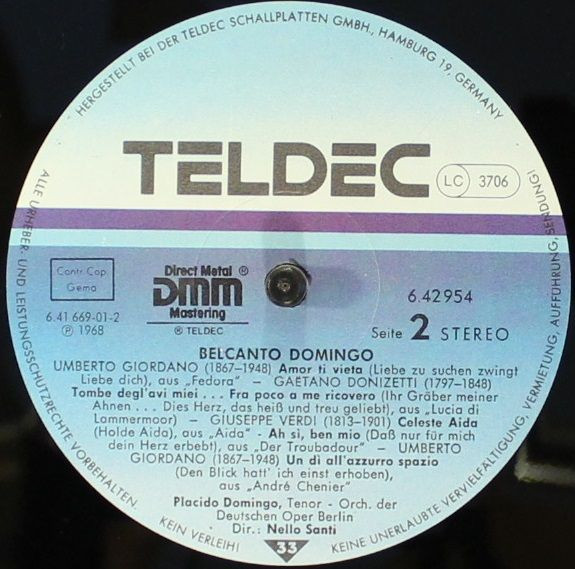 HERGESTELLT BEI DER TELDEC SCHALLPLATTEN GMBH., HAMBURG 19, GERMANY
TELDEC
LC 3706
Contr Cop
Gema
Direct Metal ®
DMM
Mastering
® TELDEC
6.42954
6.41 669-01-2
℗ 1968
Seite 2 STEREO
BELCANTO DOMINGO
UMBERTO GIORDANO (1867–1948) Amor ti vieta (Liebe zu suchen zwingt
Liebe dich), aus „Fedora" – GAETANO DONIZETTI (1797–1848)
Tombe degl'avi miei . . . Fra poco a me ricovero (Ihr Gräber meiner
Ahnen . . . Dies Herz, das heiß und treu geliebt), aus „Lucia di
Lammermoor" – GIUSEPPE VERDI (1813–1901) Celeste Aida
(Holde Aida), aus „Aida" - Ah sì, ben mio (Daß nur für mich
dein Herz erbebt), aus „Der Troubadour" – UMBERTO
GIORDANO (1867–1948) Un dì all'azzurro spazio
(Den Blick hatt' ich einst erhoben),
aus „André Chenier"
Placido Domingo, Tenor - Orch. der
Deutschen Oper Berlin
Dir.: Nello Santi
33
ALLE URHEBER- UND LEISTUNGSSCHUTZRECHTE VORBEHALTEN.
KEIN VERLEIH! KEINE UNERLAUBTE VERVIELFÄLTIGUNG, VERMIETUNG, AUFFÜHRUNG, SENDUNG!